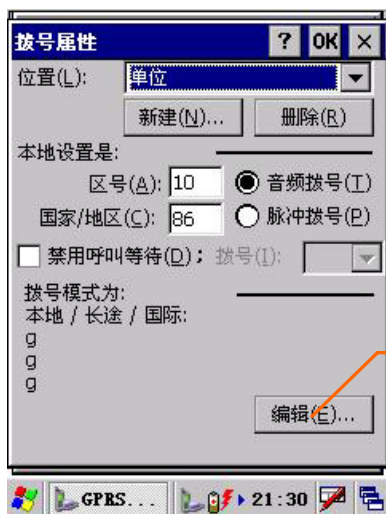 拨号属性 ? OK ×
位置(L): 单位
新建(N)... 删除(R)
本地设置是:
区号(A): 10 音频拨号(T)
国家/地区(C): 86 脉冲拨号(P)
禁用呼叫等待(D); 拨号(I):
拨号模式为:
本地 / 长途 / 国际:
g
g
g
编辑(E)...
GPRS... 21:30